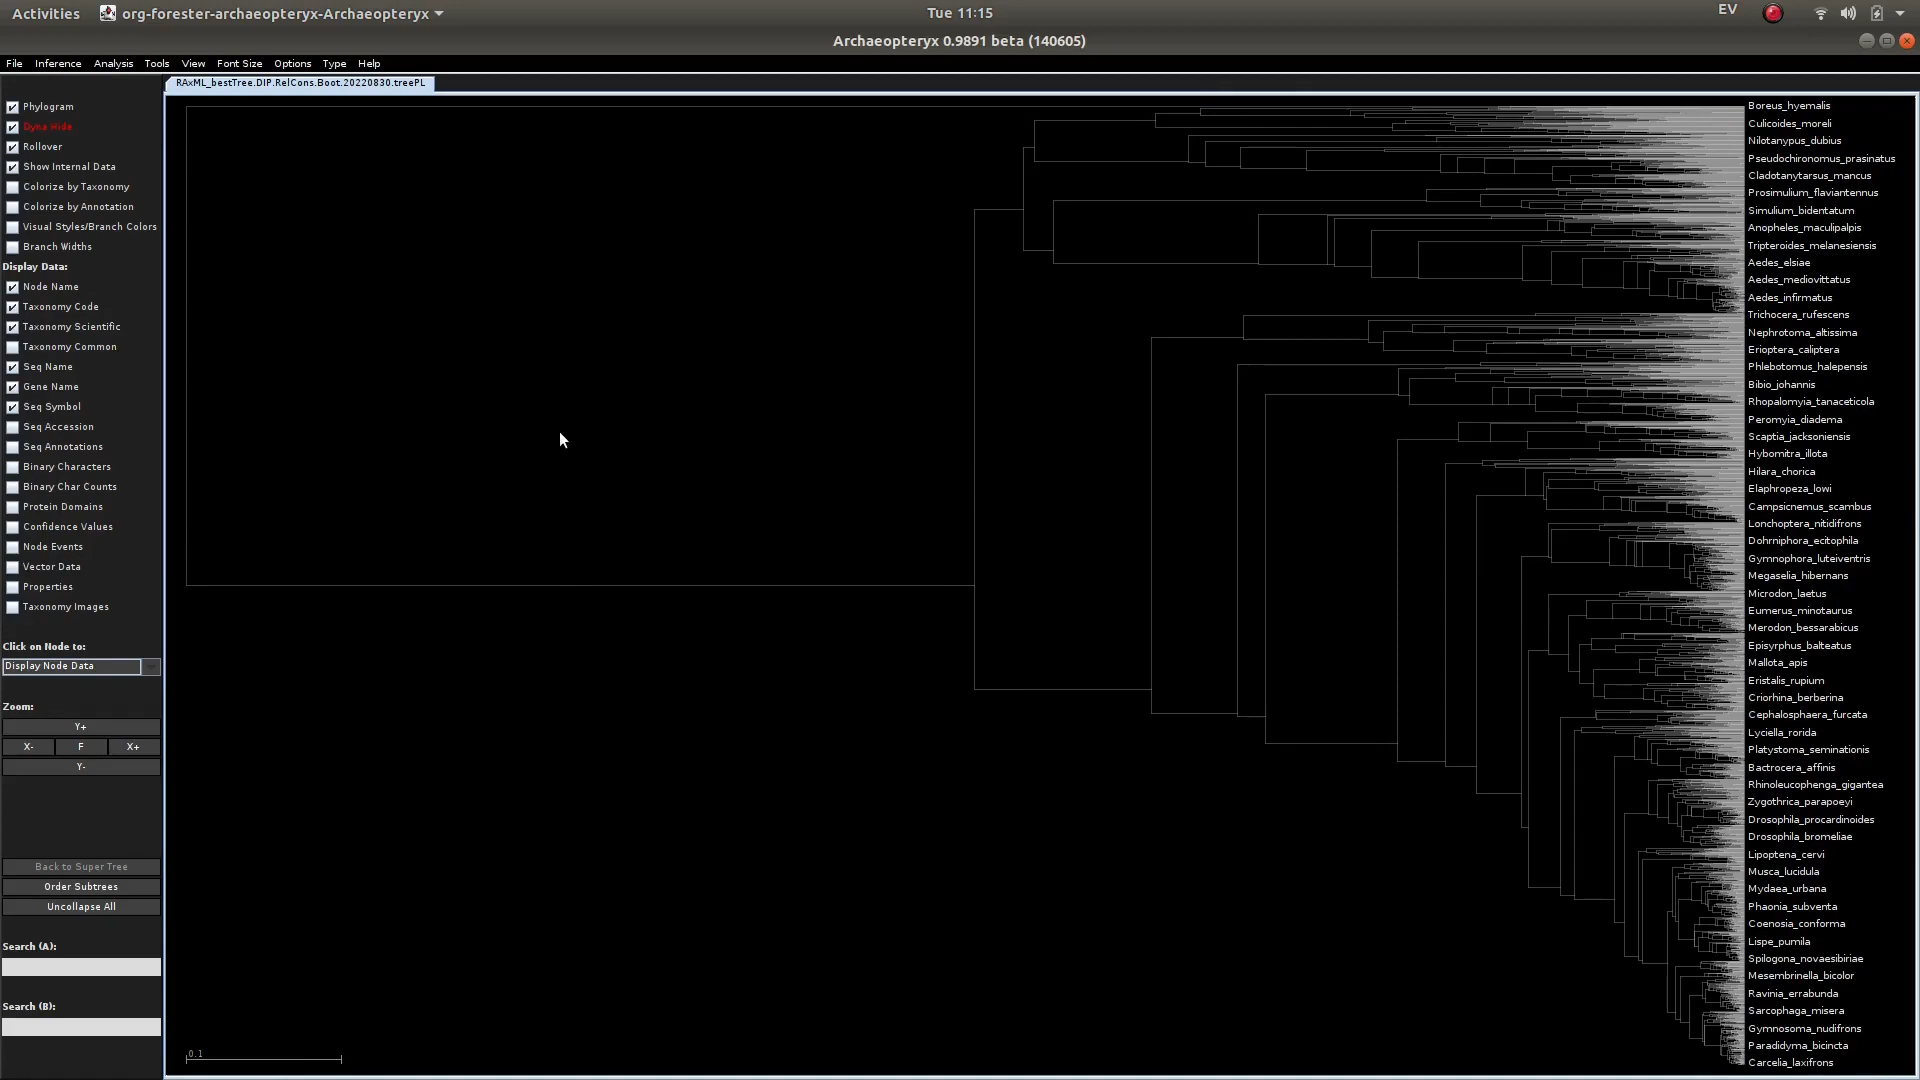 Activities org-forester-archaeopteryx-Archaeopteryx Tue 11:15 EV
Archaeopteryx 0.9891 beta (140605)
File Inference Analysis Tools View Font Size Options Type Help
RAxML_bestTree.DIP.RelCons.Boot.20220830.treePL
Phylogram
Dyna Hide
Rollover
Show Internal Data
Colorize by Taxonomy
Colorize by Annotation
Visual Styles/Branch Colors
Branch Widths
Display Data:
Node Name
Taxonomy Code
Taxonomy Scientific
Taxonomy Common
Seq Name
Gene Name
Seq Symbol
Seq Accession
Seq Annotations
Binary Characters
Binary Char Counts
Protein Domains
Confidence Values
Node Events
Vector Data
Properties
Taxonomy Images
Click on Node to:
Display Node Data
Zoom:
Y+
X- F X+
Y-
Back to Super Tree
Order Subtrees
Uncollapse All
Search (A):
Search (B):
Boreus_hyemalis
Culicoides_moreli
Nilotanypus_dubius
Pseudochironomus_prasinatus
Cladotanytarsus_mancus
Prosimulium_flaviantennus
Simulium_bidentatum
Anopheles_maculipalpis
Tripteroides_melanesiensis
Aedes_elsiae
Aedes_mediovittatus
Aedes_infirmatus
Trichocera_rufescens
Nephrotoma_altissima
Erioptera_caliptera
Phlebotomus_halepensis
Bibio_johannis
Rhopalomyia_tanaceticola
Peromyia_diadema
Scaptia_jacksoniensis
Hybomitra_illota
Hilara_chorica
Elaphropeza_lowi
Campsicnemus_scambus
Lonchoptera_nitidifrons
Dohrniphora_ecitophila
Gymnophora_luteiventris
Megaselia_hibernans
Microdon_laetus
Eumerus_minotaurus
Merodon_bessarabicus
Episyrphus_balteatus
Mallota_apis
Eristalis_rupium
Criorhina_berberina
Cephalosphaera_furcata
Lyciella_rorida
Platystoma_seminationis
Bactrocera_affinis
Rhinoleucophenga_gigantea
Zygothrica_parapoeyi
Drosophila_procardinoides
Drosophila_bromeliae
Lipoptena_cervi
Musca_lucidula
Mydaea_urbana
Phaonia_subventa
Coenosia_conforma
Lispe_pumila
Spilogona_novaesibiriae
Mesembrinella_bicolor
Ravinia_errabunda
Sarcophaga_misera
Gymnosoma_nudifrons
Paradidyma_bicincta
Carcelia_laxifrons
0.1